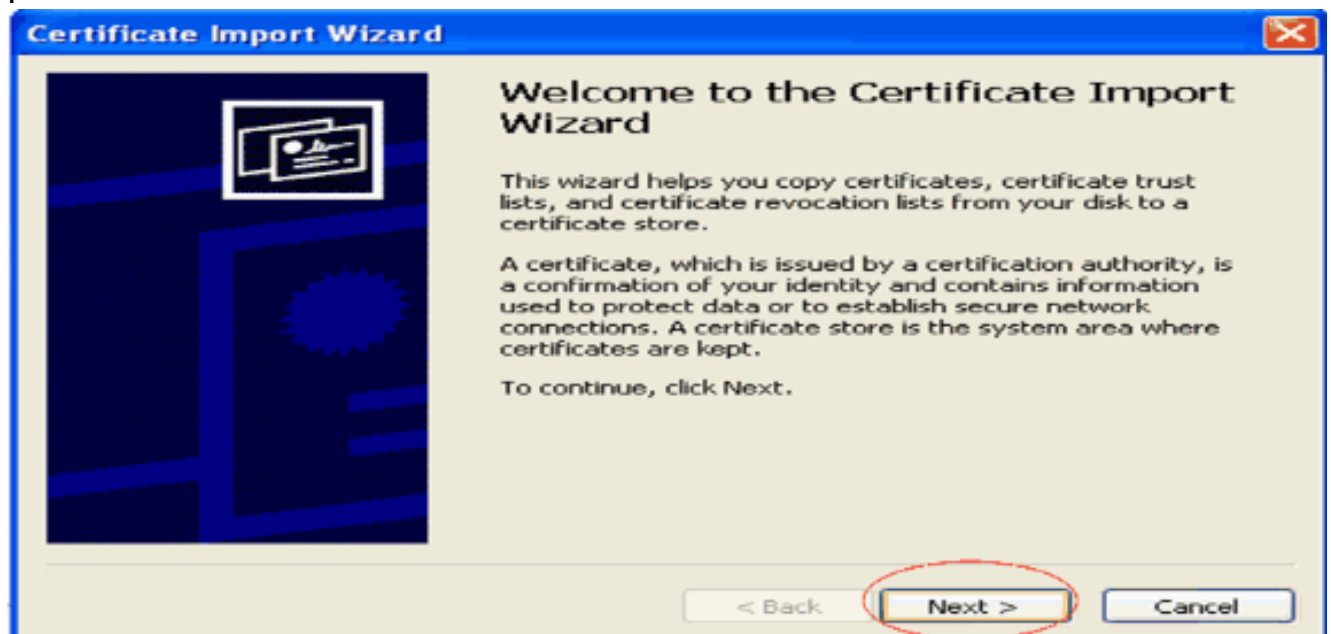 Certificate Import Wizard
Welcome to the Certificate Import
Wizard
This wizard helps you copy certificates, certificate trust
lists, and certificate revocation lists from your disk to a
certificate store.
A certificate, which is issued by a certification authority, is
a confirmation of your identity and contains information
used to protect data or to establish secure network
connections. A certificate store is the system area where
certificates are kept.
To continue, click Next.
< Back Next > Cancel